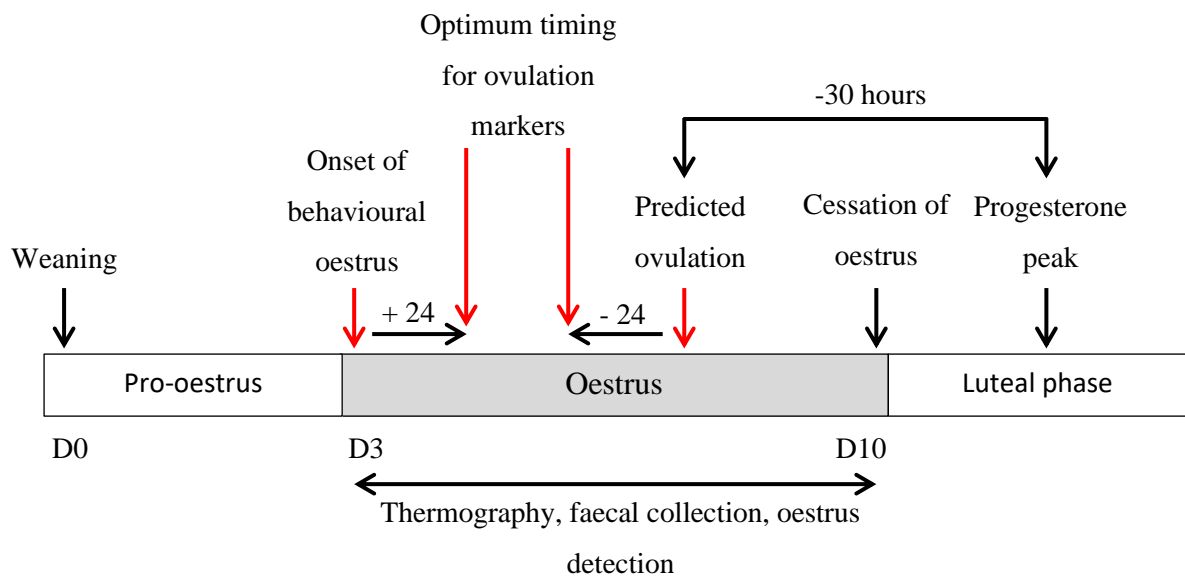 Optimum timing
for ovulation
markers
-30 hours
Onset of
behavioural
oestrus
Predicted
ovulation
Cessation of
oestrus
Progesterone
peak
Weaning
+ 24
- 24
Pro-oestrus
Oestrus
Luteal phase
D0
D3
D10
Thermography, faecal collection, oestrus
detection